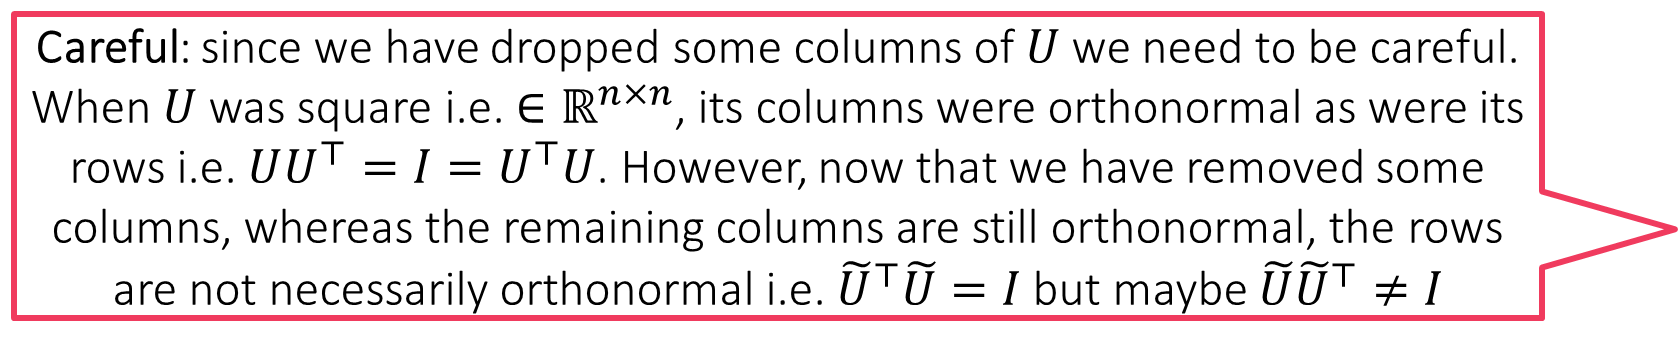 Careful: since we have dropped some columns of 𝑈 we need to be careful.
When 𝑈 was square i.e. ∈ ℝⁿˣⁿ, its columns were orthonormal as were its
rows i.e. 𝑈𝑈⊤ = 𝐼 = 𝑈⊤𝑈. However, now that we have removed some
columns, whereas the remaining columns are still orthonormal, the rows
are not necessarily orthonormal i.e. 𝑈̃⊤𝑈̃ = 𝐼 but maybe 𝑈̃𝑈̃⊤ ≠ 𝐼